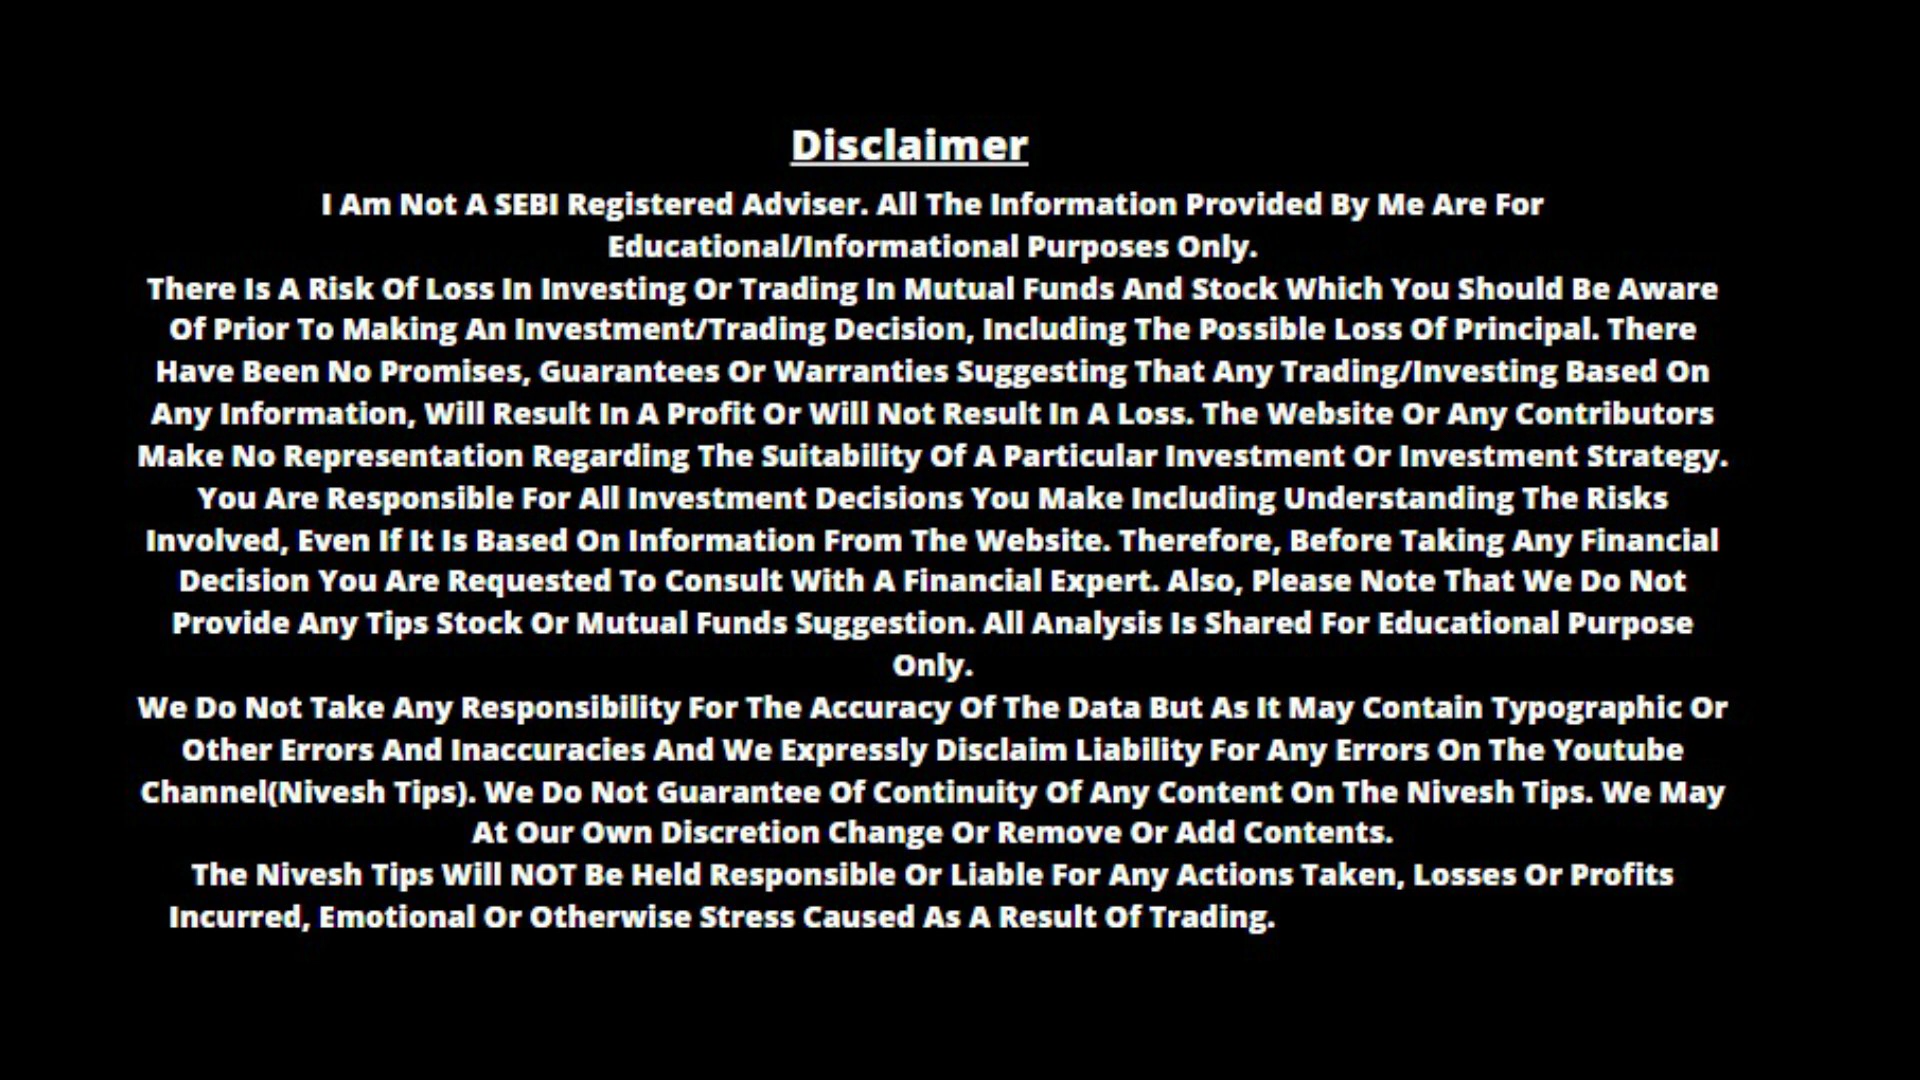 Disclaimer
I Am Not A SEBI Registered Adviser. All The Information Provided By Me Are For
Educational/Informational Purposes Only.
There Is A Risk Of Loss In Investing Or Trading In Mutual Funds And Stock Which You Should Be Aware
Of Prior To Making An Investment/Trading Decision, Including The Possible Loss Of Principal. There
Have Been No Promises, Guarantees Or Warranties Suggesting That Any Trading/Investing Based On
Any Information, Will Result In A Profit Or Will Not Result In A Loss. The Website Or Any Contributors
Make No Representation Regarding The Suitability Of A Particular Investment Or Investment Strategy.
You Are Responsible For All Investment Decisions You Make Including Understanding The Risks
Involved, Even If It Is Based On Information From The Website. Therefore, Before Taking Any Financial
Decision You Are Requested To Consult With A Financial Expert. Also, Please Note That We Do Not
Provide Any Tips Stock Or Mutual Funds Suggestion. All Analysis Is Shared For Educational Purpose
Only.
We Do Not Take Any Responsibility For The Accuracy Of The Data But As It May Contain Typographic Or
Other Errors And Inaccuracies And We Expressly Disclaim Liability For Any Errors On The Youtube
Channel(Nivesh Tips). We Do Not Guarantee Of Continuity Of Any Content On The Nivesh Tips. We May
At Our Own Discretion Change Or Remove Or Add Contents.
The Nivesh Tips Will NOT Be Held Responsible Or Liable For Any Actions Taken, Losses Or Profits
Incurred, Emotional Or Otherwise Stress Caused As A Result Of Trading.